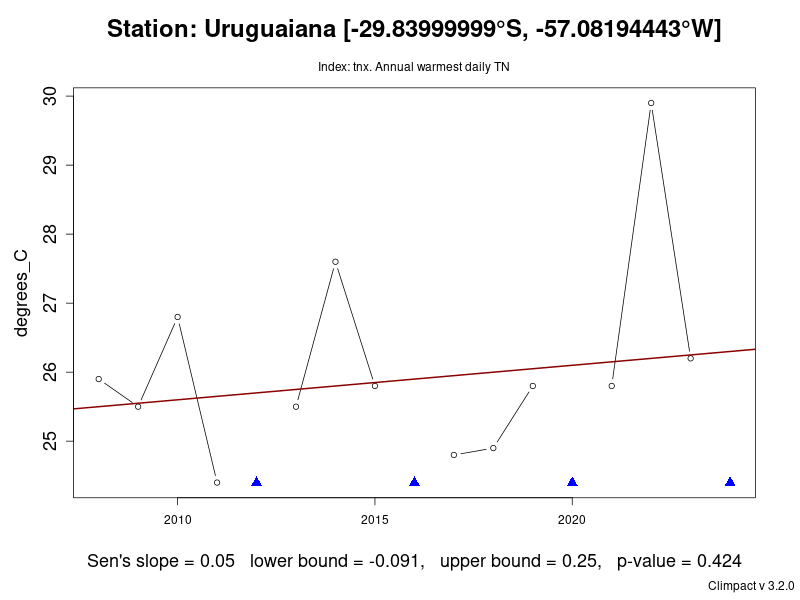 Station: Uruguaiana [-29.83999999°S, -57.08194443°W]
Index: tnx. Annual warmest daily TN
30
29
28
27
26
25
degrees_C
2010 2015 2020
Sen's slope = 0.05 lower bound = -0.091, upper bound = 0.25, p-value = 0.424
Climpact v 3.2.0